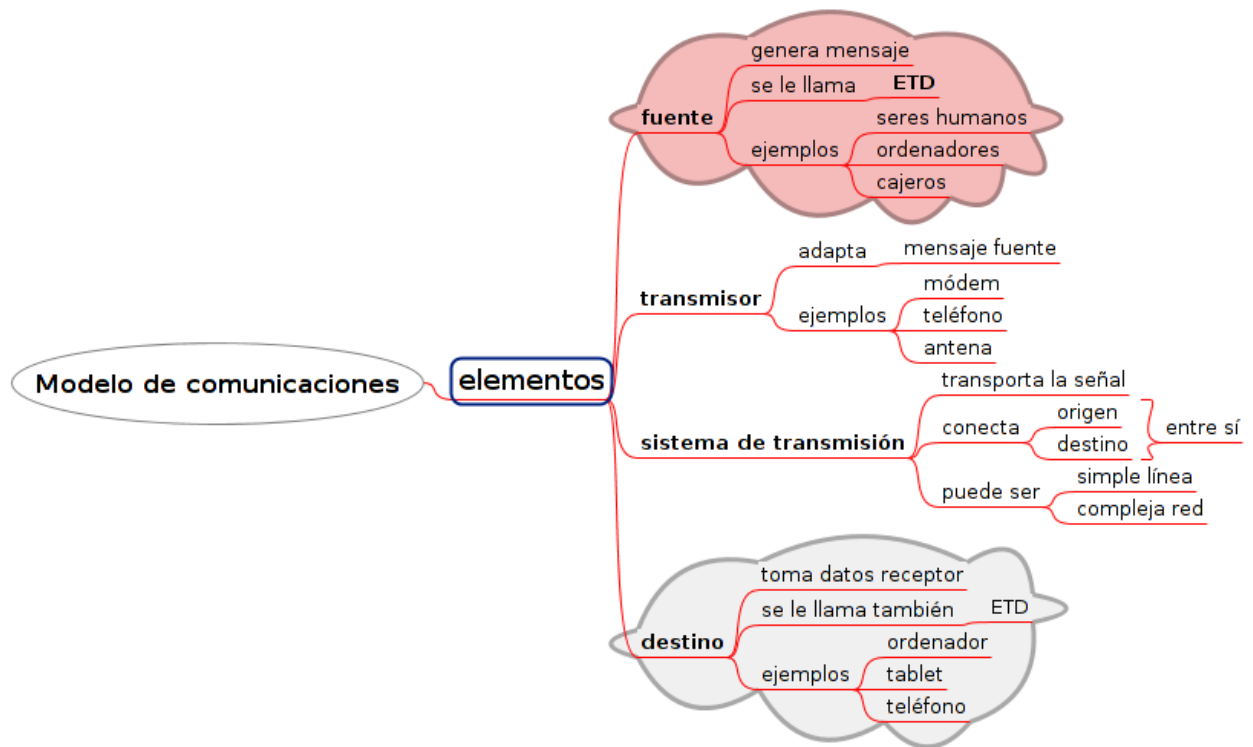 Modelo de comunicaciones
elementos
fuente
genera mensaje
se le llama
ETD
ejemplos
seres humanos
ordenadores
cajeros
transmisor
adapta
mensaje fuente
ejemplos
módem
teléfono
antena
sistema de transmisión
transporta la señal
conecta
origen
destino
entre sí
puede ser
simple línea
compleja red
destino
toma datos receptor
se le llama también
ETD
ejemplos
ordenador
tablet
teléfono